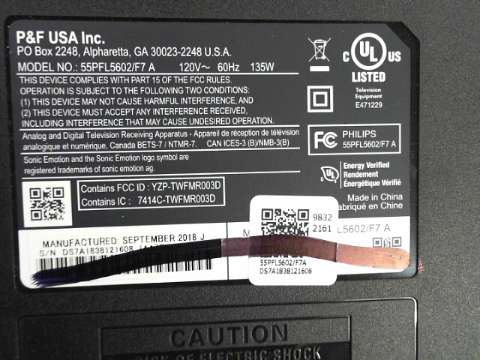 P&F USA Inc.
PO Box 2248, Alpharetta, GA 30023-2248 U.S.A.
MODEL NO.: 55PFL5602/F7 A 120V~ 60Hz 135W
THIS DEVICE COMPLIES WITH PART 15 OF THE FCC RULES.
OPERATION IS SUBJECT TO THE FOLLOWING TWO CONDITIONS:
(1) THIS DEVICE MAY NOT CAUSE HARMFUL INTERFERENCE, AND
(2) THIS DEVICE MUST ACCEPT ANY INTERFERENCE RECEIVED,
INCLUDING INTERFERENCE THAT MAY CAUSE UNDESIRED OPERATION.
Analog and Digital Television Receiving Apparatus - Appareil de réception de télévision
analogique et numérique, Canada BETS-7 / NTMR-7. CAN ICES-3 (B)/NMB-3(B)
Sonic Emotion and the Sonic Emotion logo symbol are
registered trademarks of sonic emotion ag.
Contains FCC ID : YZP-TWFMR003D
Contains IC : 7414C-TWFMR003D
c UL US
LISTED
Television
Equipment
E471229
FC PHILIPS
55PFL5602/F7 A
Energy Verified
Rendement
Énergétique Vérifié
in China
abriqué en Chine
MANUFACTURED: SEPTEMBER 2018 J
S/N DS7A1838121608
L5602/F7 A
9832
2161
55PFL5602/F7A
DS7A1838121608
CAUTION
OF ELECTRIC SHOCK